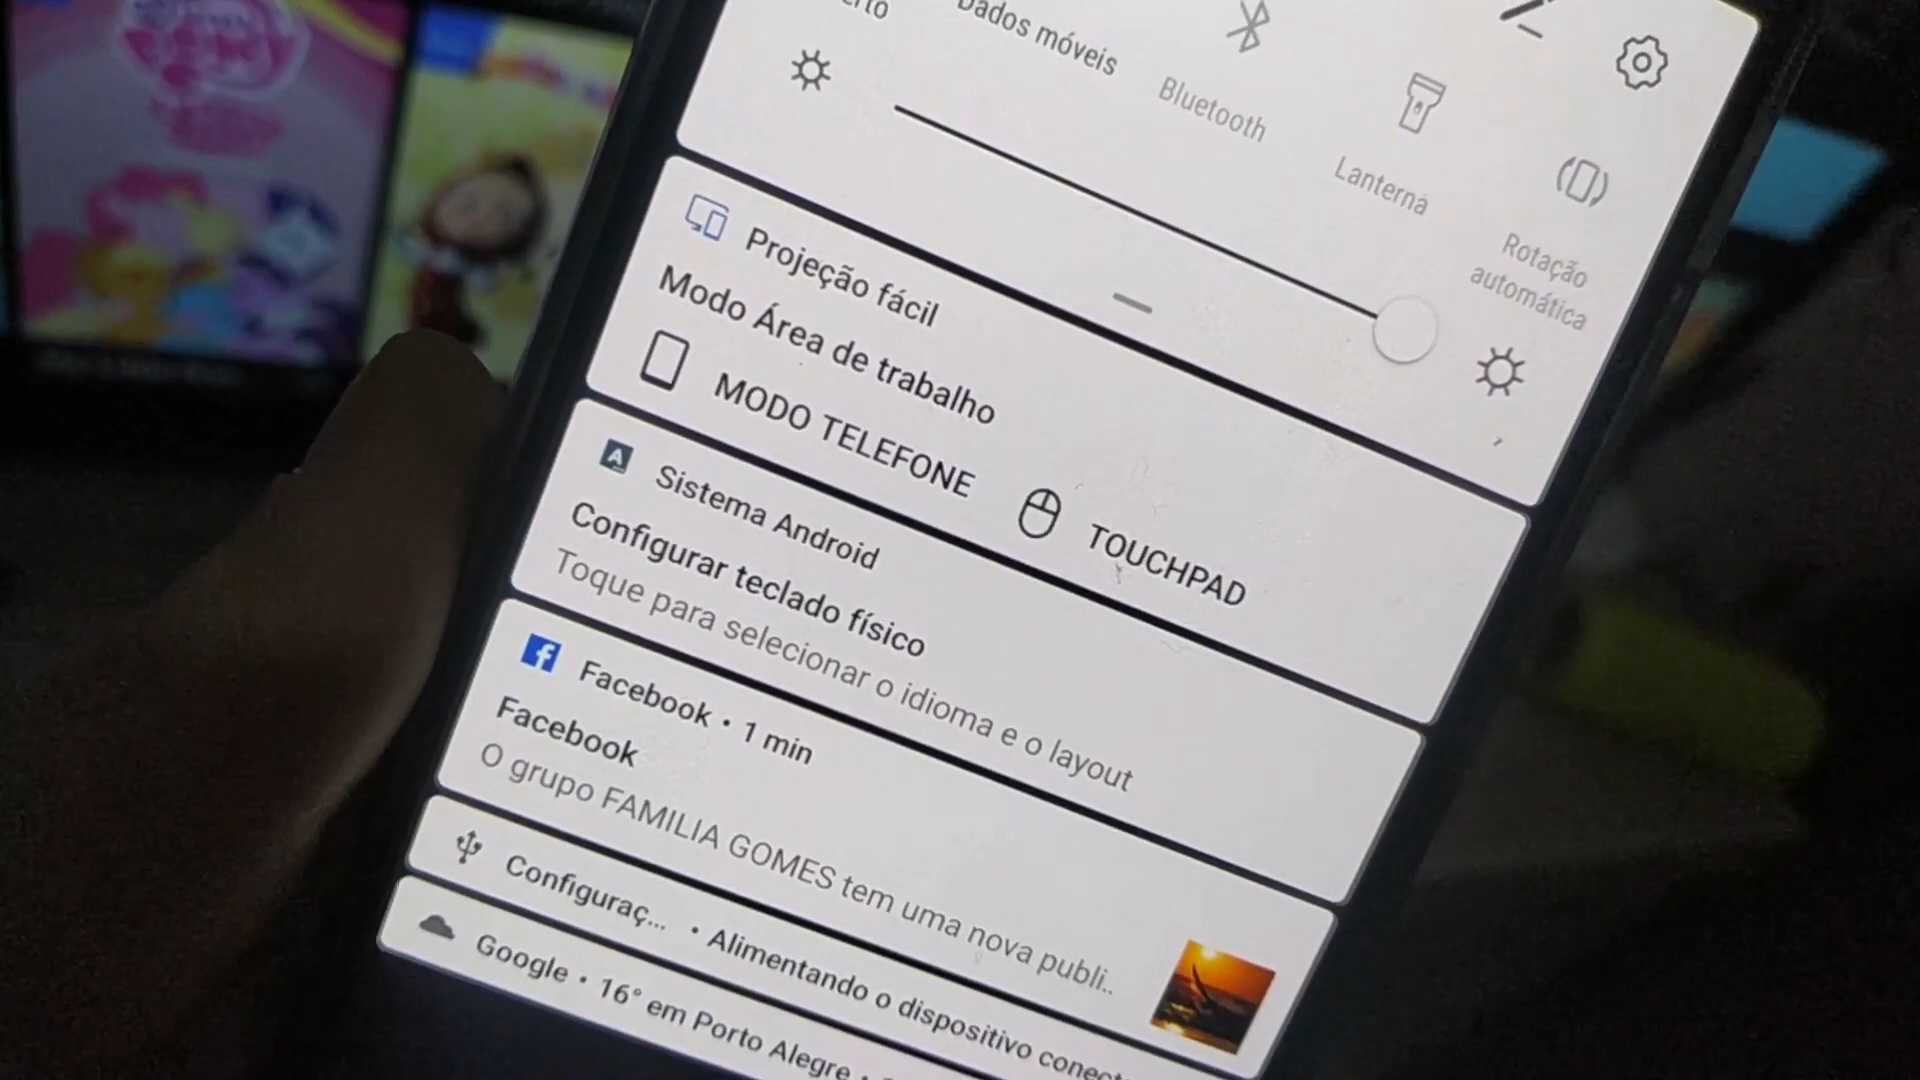 Dados móveis
Bluetooth
Lanterna
Rotação
automática
Projeção fácil
Modo Área de trabalho
MODO TELEFONE
TOUCHPAD
Sistema Android
Configurar teclado físico
Toque para selecionar o idioma e o layout
Facebook • 1 min
Facebook
O grupo FAMILIA GOMES tem uma nova publi..
Configuraç... • Alimentando o dispositivo conect
Google • 16° em Porto Alegre •